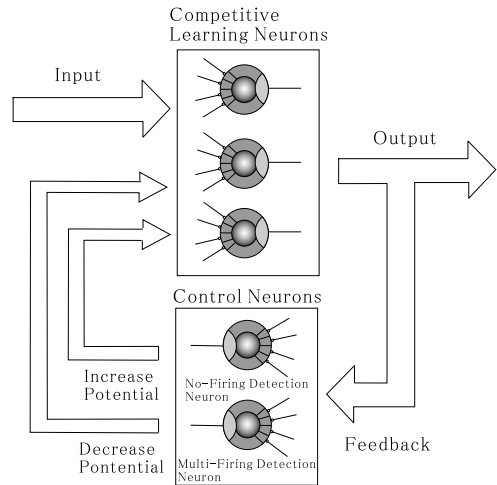 Competitive
Learning Neurons
Input
Output
Control Neurons
Increase
Potential
No-Firing Detection
Neuron
Decrease
Pontential
Multi-Firing Detection
Neuron
Feedback